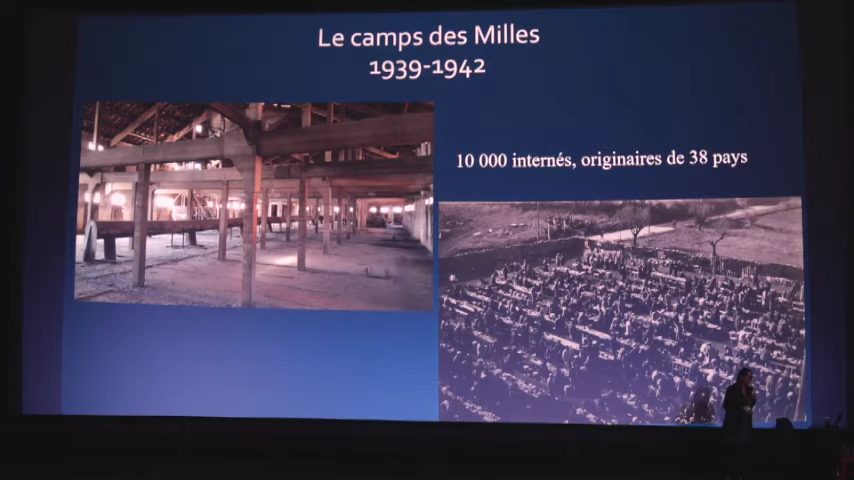 Le camps des Milles
1939-1942
10 000 internés, originaires de 38 pays